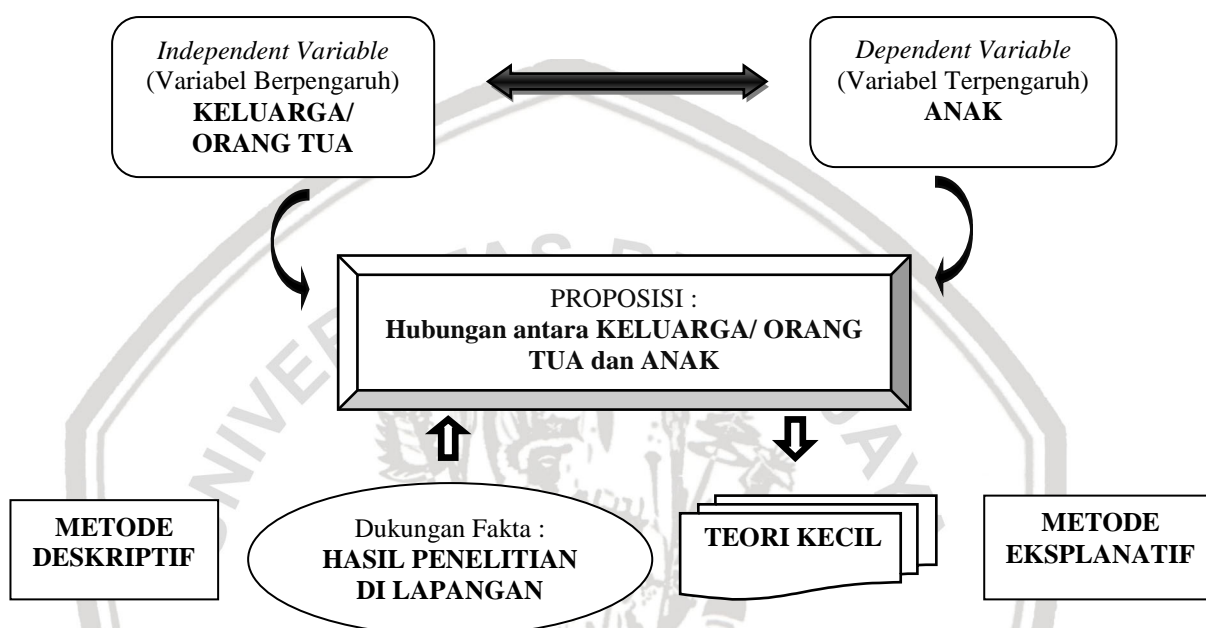 Independent Variable
(Variabel Berpengaruh)
KELUARGA/
ORANG TUA
Dependent Variable
(Variabel Terpengaruh)
ANAK
PROPOSISI :
Hubungan antara KELUARGA/ ORANG
TUA dan ANAK
METODE
DESKRIPTIF
Dukungan Fakta :
HASIL PENELITIAN
DI LAPANGAN
TEORI KECIL
METODE
EKSPLANATIF